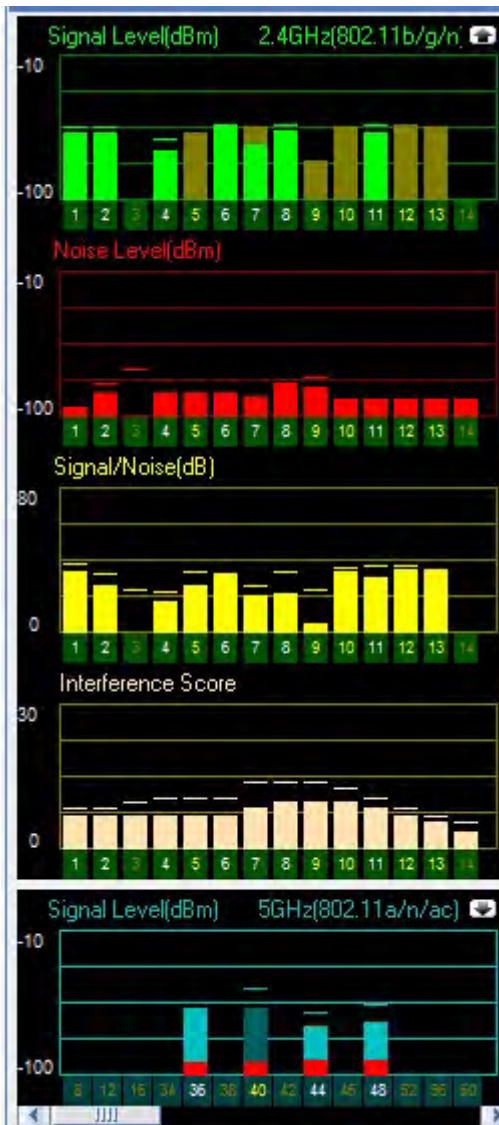 Signal Level(dBm) 2.4GHz(802.11b/g/n)
-10
-100
1 2 3 4 5 6 7 8 9 10 11 12 13 14
Noise Level(dBm)
-10
-100
1 2 3 4 5 6 7 8 9 10 11 12 13 14
Signal/Noise(dB)
80
0
1 2 3 4 5 6 7 8 9 10 11 12 13 14
Interference Score
30
0
1 2 3 4 5 6 7 8 9 10 11 12 13 14
Signal Level(dBm) 5GHz(802.11a/n/ac)
-10
-100
8 12 16 34 36 38 40 42 44 46 48 52 56 60